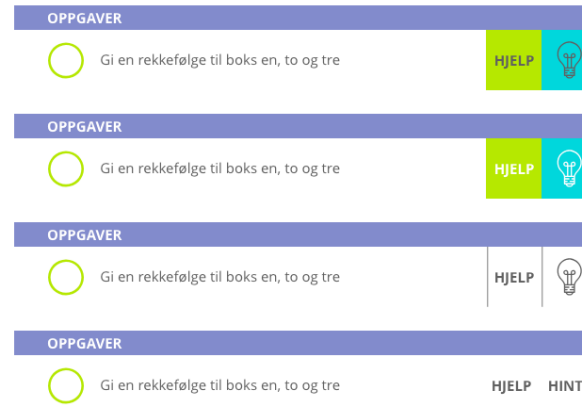 OPPGAVER
Gi en rekkefølge til boks en, to og tre HJELP
OPPGAVER
Gi en rekkefølge til boks en, to og tre HJELP
OPPGAVER
Gi en rekkefølge til boks en, to og tre HJELP
OPPGAVER
Gi en rekkefølge til boks en, to og tre HJELP HINT